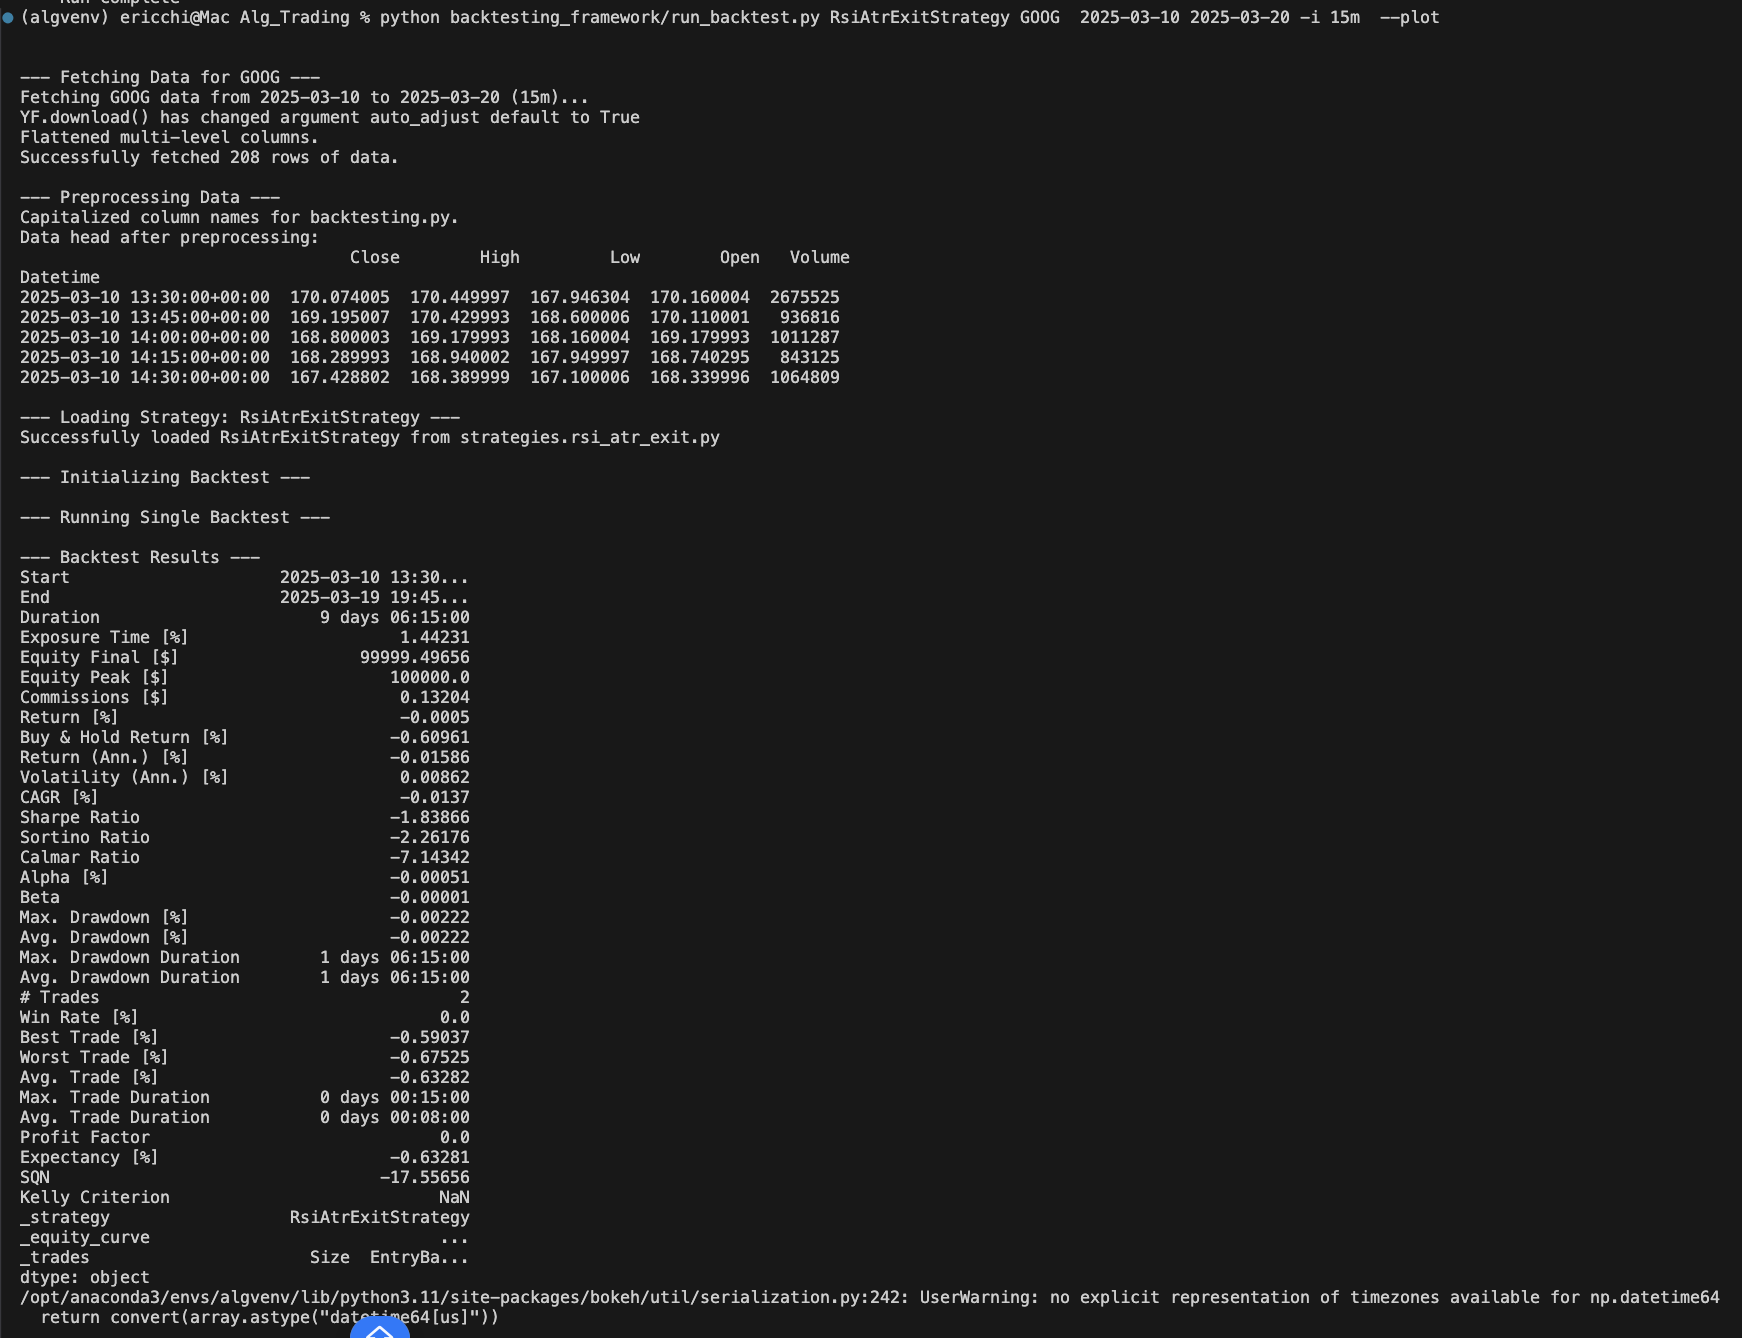 (algvenv) ericchi@Mac Alg_Trading % python backtesting_framework/run_backtest.py RsiAtrExitStrategy GOOG  2025-03-10 2025-03-20 -i 15m  --plot
--- Fetching Data for GOOG ---
Fetching GOOG data from 2025-03-10 to 2025-03-20 (15m)...
YF.download() has changed argument auto_adjust default to True
Flattened multi-level columns.
Successfully fetched 208 rows of data.
--- Preprocessing Data ---
Capitalized column names for backtesting.py.
Data head after preprocessing:
Close        High         Low        Open   Volume
Datetime
2025-03-10 13:30:00+00:00  170.074005  170.449997  167.946304  170.160004  2675525
2025-03-10 13:45:00+00:00  169.195007  170.429993  168.600006  170.110001   936816
2025-03-10 14:00:00+00:00  168.800003  169.179993  168.160004  169.179993  1011287
2025-03-10 14:15:00+00:00  168.289993  168.940002  167.949997  168.740295   843125
2025-03-10 14:30:00+00:00  167.428802  168.389999  167.100006  168.339996  1064809
--- Loading Strategy: RsiAtrExitStrategy ---
Successfully loaded RsiAtrExitStrategy from strategies.rsi_atr_exit.py
--- Initializing Backtest ---
--- Running Single Backtest ---
--- Backtest Results ---
Start                     2025-03-10 13:30...
End                       2025-03-19 19:45...
Duration                      9 days 06:15:00
Exposure Time [%]                     1.44231
Equity Final [$]                  99999.49656
Equity Peak [$]                      100000.0
Commissions [$]                       0.13204
Return [%]                            -0.0005
Buy & Hold Return [%]                -0.60961
Return (Ann.) [%]                    -0.01586
Volatility (Ann.) [%]                 0.00862
CAGR [%]                              -0.0137
Sharpe Ratio                         -1.83866
Sortino Ratio                        -2.26176
Calmar Ratio                         -7.14342
Alpha [%]                            -0.00051
Beta                                 -0.00001
Max. Drawdown [%]                    -0.00222
Avg. Drawdown [%]                    -0.00222
Max. Drawdown Duration        1 days 06:15:00
Avg. Drawdown Duration        1 days 06:15:00
# Trades                                    2
Win Rate [%]                              0.0
Best Trade [%]                       -0.59037
Worst Trade [%]                      -0.67525
Avg. Trade [%]                       -0.63282
Max. Trade Duration           0 days 00:15:00
Avg. Trade Duration           0 days 00:08:00
Profit Factor                             0.0
Expectancy [%]                       -0.63281
SQN                                 -17.55656
Kelly Criterion                           NaN
_strategy                  RsiAtrExitStrategy
_equity_curve                             ...
_trades                      Size  EntryBa...
dtype: object
/opt/anaconda3/envs/algvenv/lib/python3.11/site-packages/bokeh/util/serialization.py:242: UserWarning: no explicit representation of timezones available for np.datetime64
return convert(array.astype("datetime64[us]"))